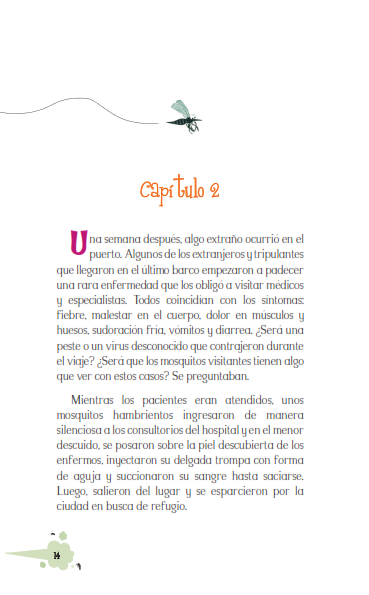 Capítulo 2
Una semana después, algo extraño ocurrió en el
puerto. Algunos de los extranjeros y tripulantes
que llegaron en el último barco empezaron a padecer
una rara enfermedad que los obligó a visitar médicos
y especialistas. Todos coincidían con los síntomas:
fiebre, malestar en el cuerpo, dolor en músculos y
huesos, sudoración fría, vómitos y diarrea. ¿Será una
peste o un virus desconocido que contrajeron durante
el viaje? ¿Será que los mosquitos visitantes tienen algo
que ver con estos casos? Se preguntaban.
Mientras los pacientes eran atendidos, unos
mosquitos hambrientos ingresaron de manera
silenciosa a los consultorios del hospital y en el menor
descuido, se posaron sobre la piel descubierta de los
enfermos, inyectaron su delgada trompa con forma
de aguja y succionaron su sangre hasta saciarse.
Luego, salieron del lugar y se esparcieron por la
ciudad en busca de refugio.
14